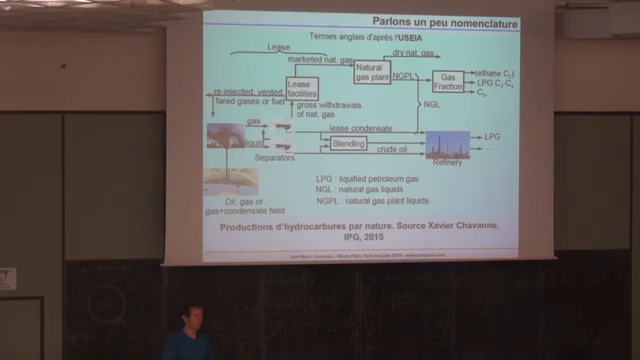 Parlons un peu nomenclature
Termes anglais d'après l'USEIA
Lease
marketed nat. gas
dry nat. gas
Natural
gas plant
NGPL
Gas
Fraction
(ethane C₂)
LPG C₃-C₄
C₅₊
NGL
Lease
facilities
re-injected, vented
fared gases or fuel
gross withdrawals
of nat. gas
gas
liquid
lease condensate
Blending
crude oil
Separators
Refinery
LPG
...
Oil, gas or
gas+condensate field
LPG : liquified petroleum gas
NGL : natural gas liquids
NGPL : natural gas plant liquids
Productions d'hydrocarbures par nature. Source Xavier Chavanne,
IPG, 2015